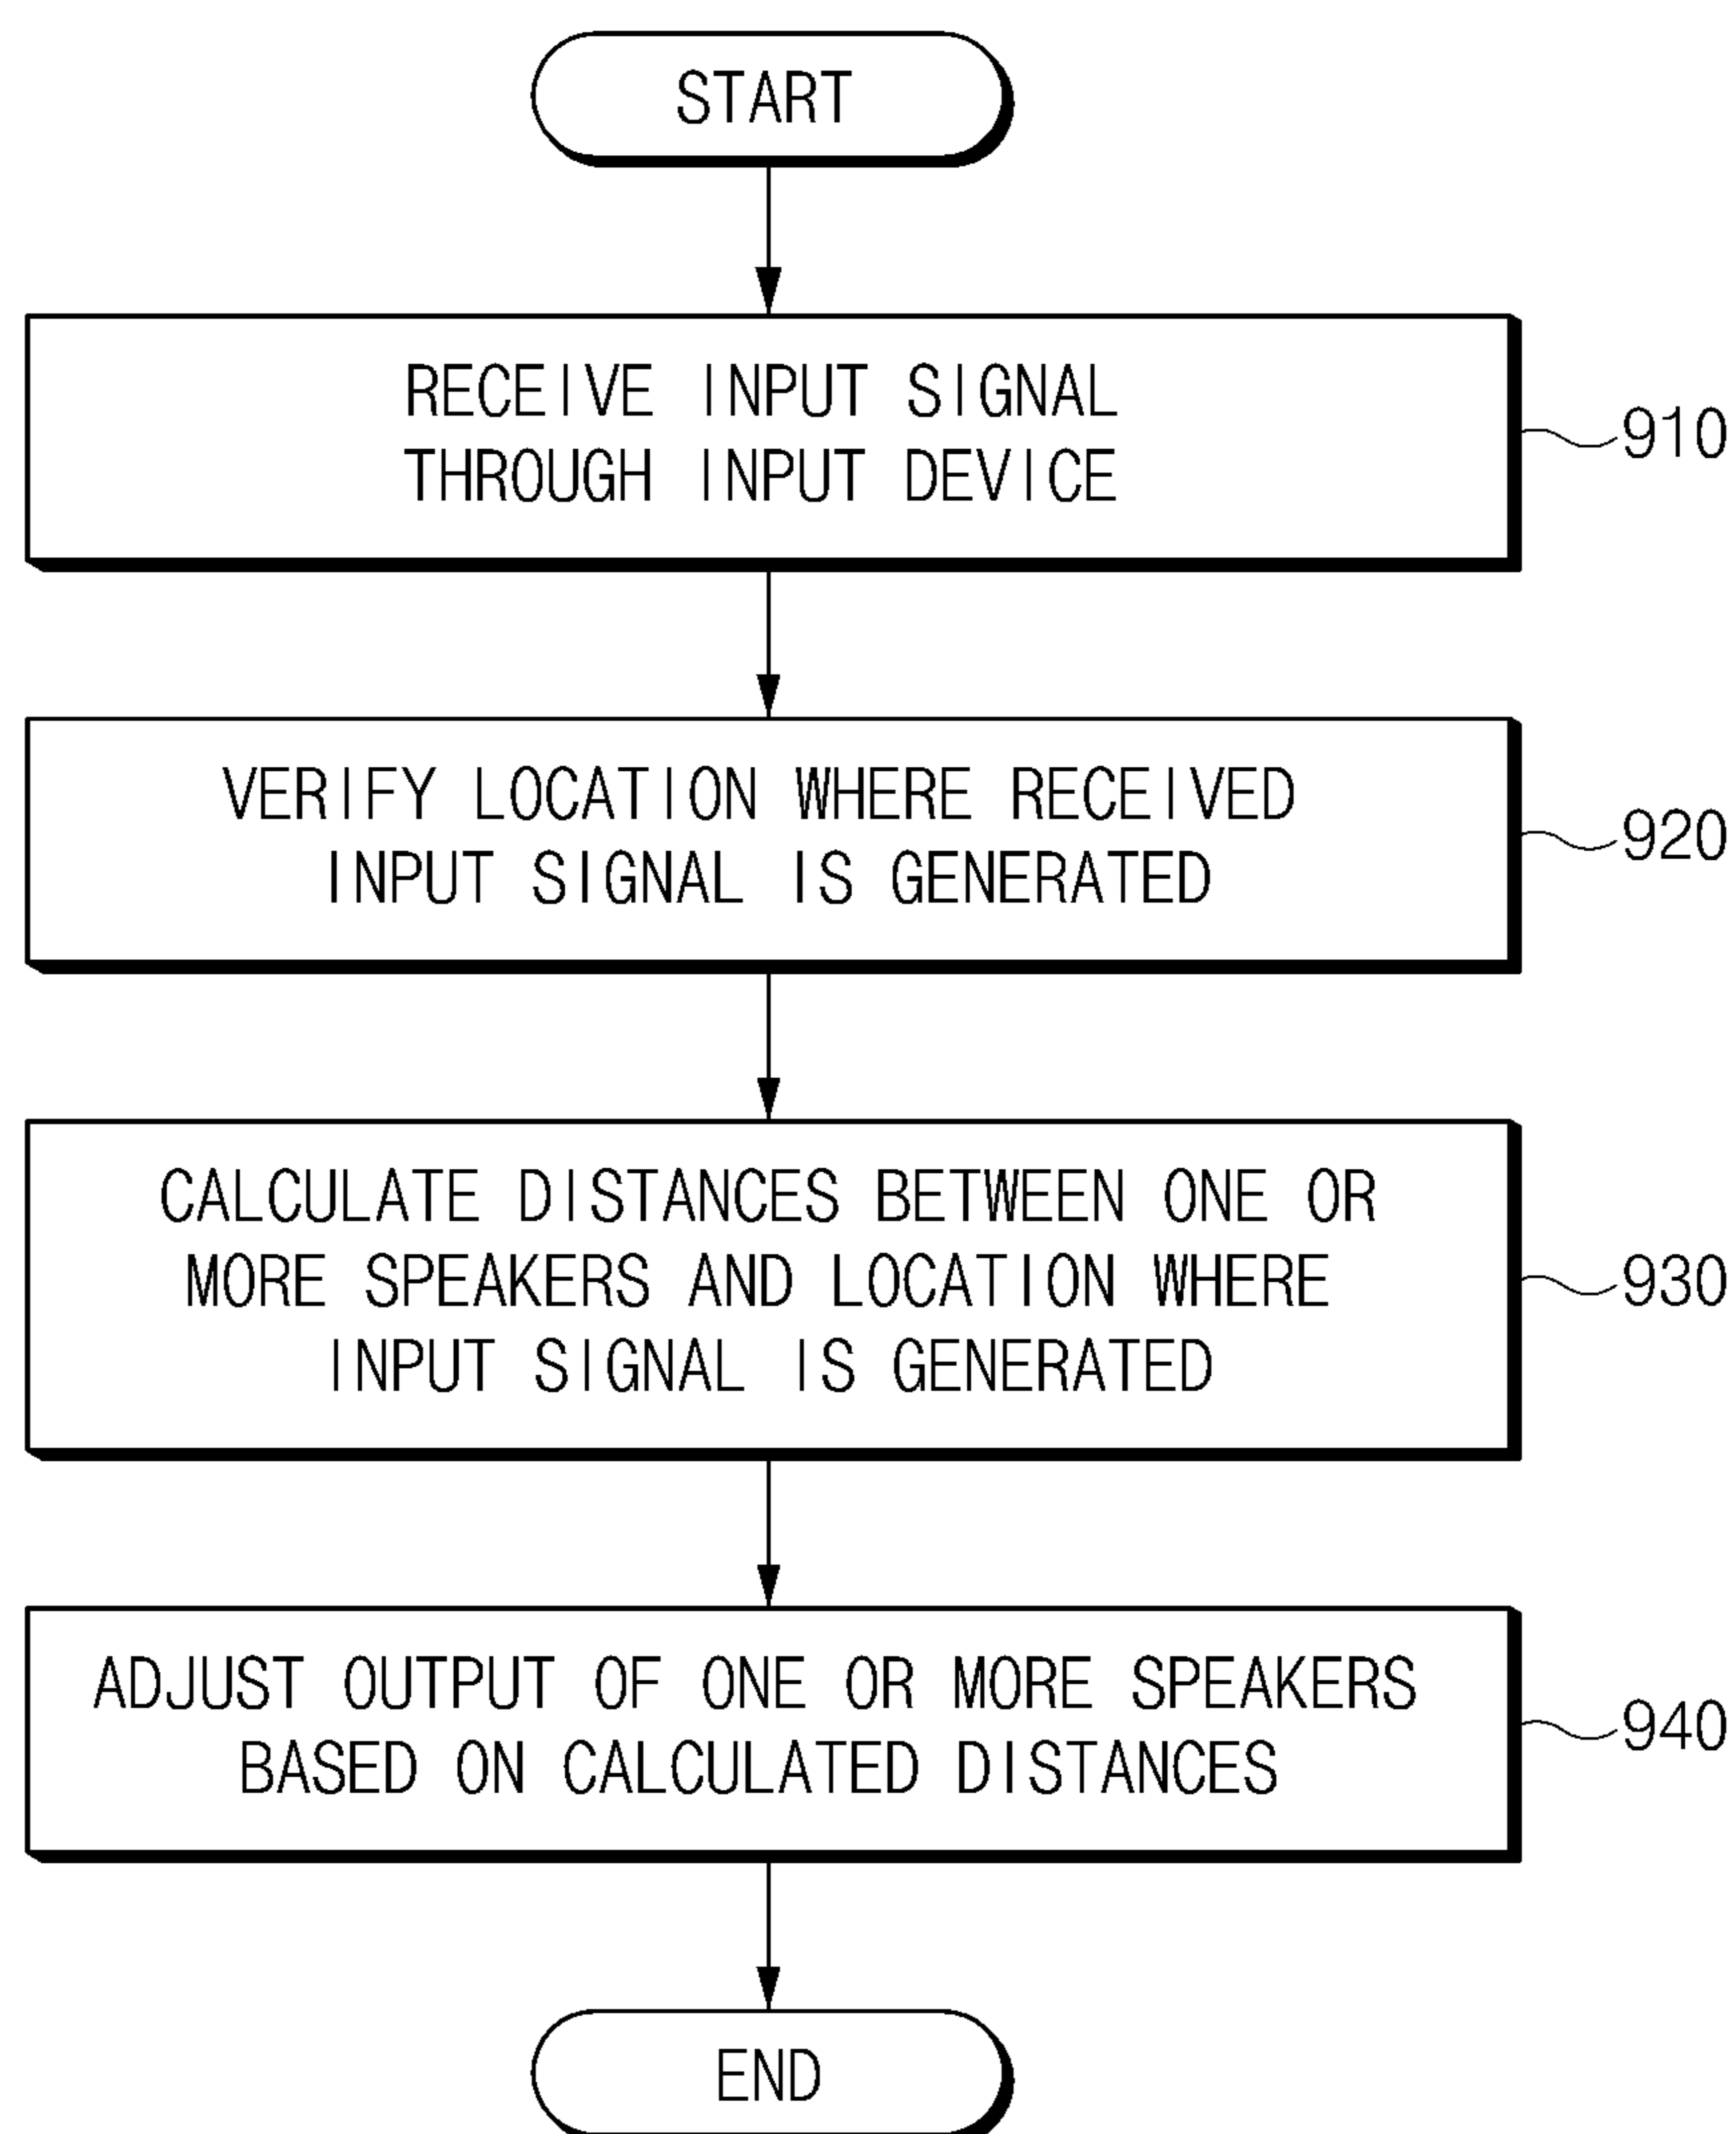 START
RECEIVE INPUT SIGNAL
THROUGH INPUT DEVICE
910
VERIFY LOCATION WHERE RECEIVED
INPUT SIGNAL IS GENERATED
920
CALCULATE DISTANCES BETWEEN ONE OR
MORE SPEAKERS AND LOCATION WHERE
INPUT SIGNAL IS GENERATED
930
ADJUST OUTPUT OF ONE OR MORE SPEAKERS
BASED ON CALCULATED DISTANCES
940
END